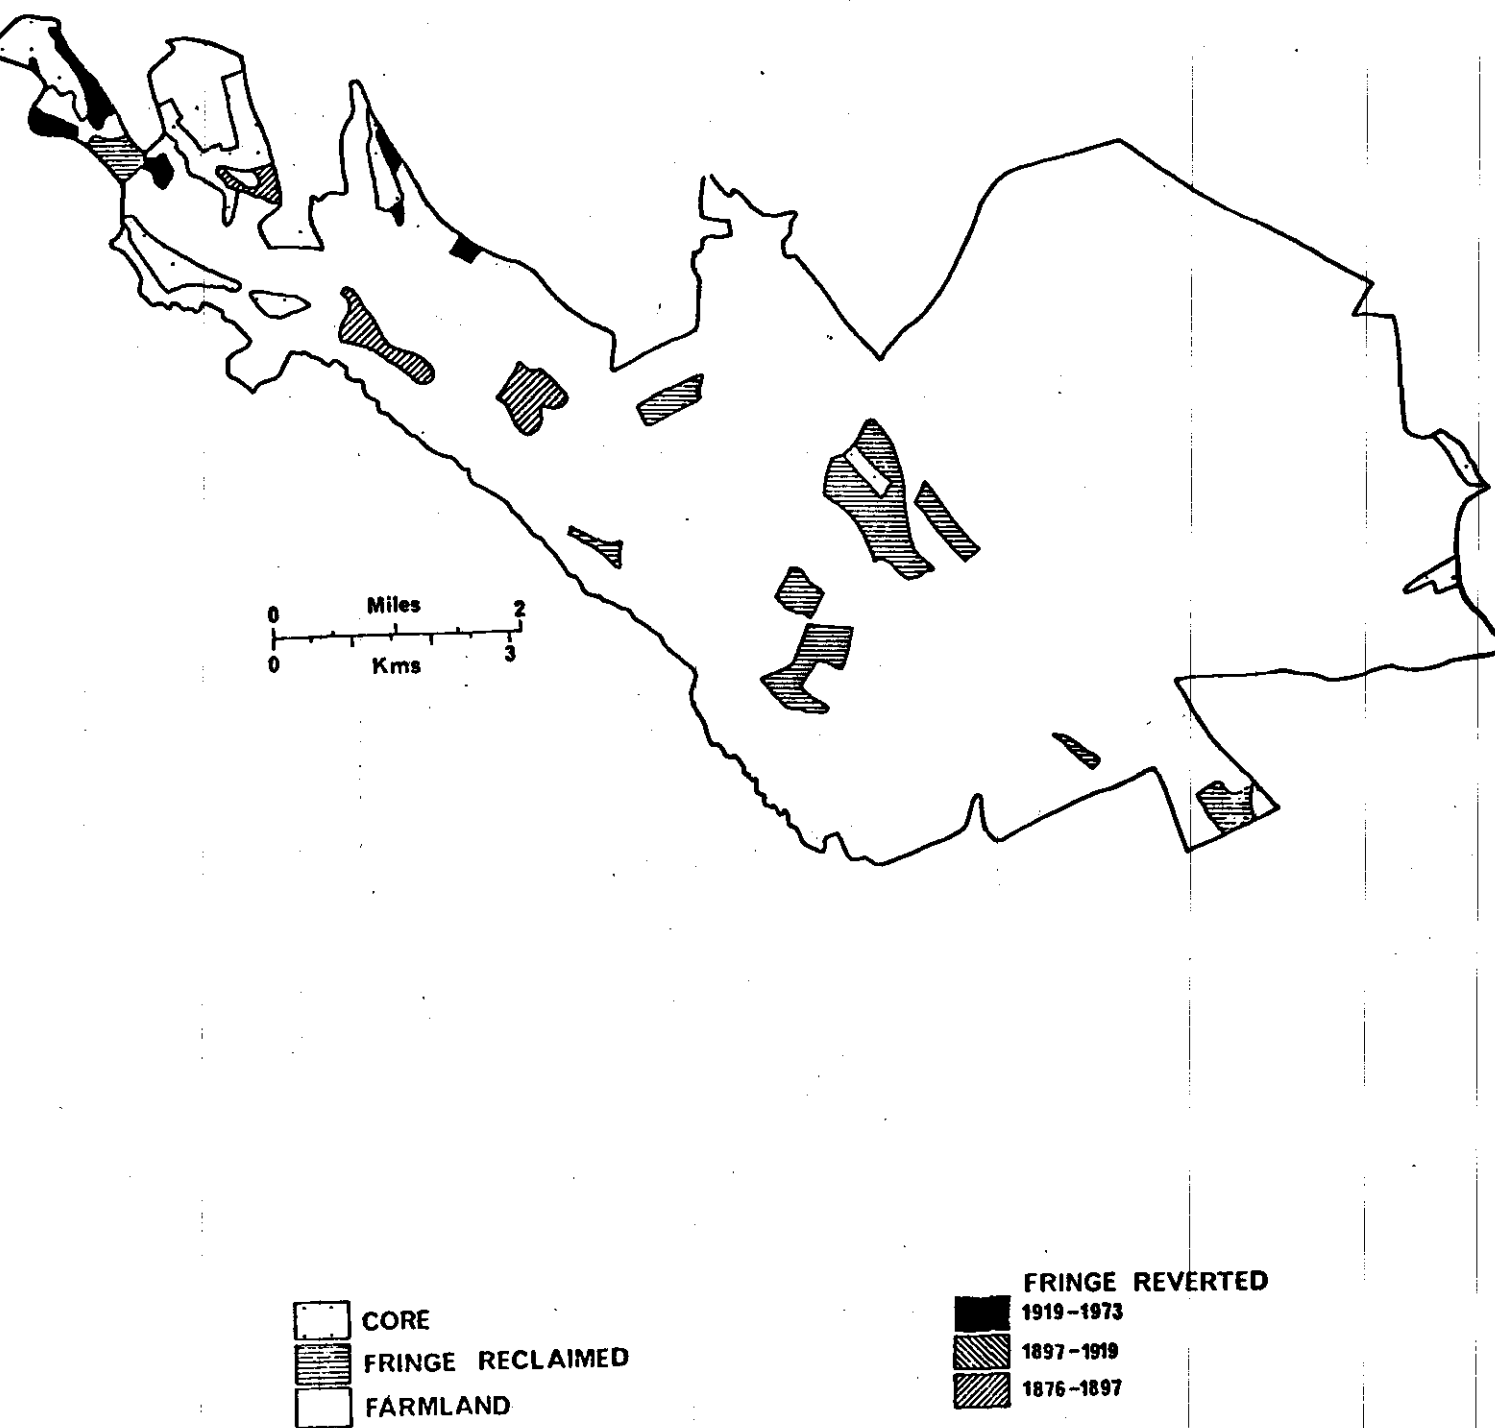 0 Miles 2
0 Kms 3
CORE
FRINGE RECLAIMED
FARMLAND
FRINGE REVERTED
1919-1973
1897-1919
1876-1897